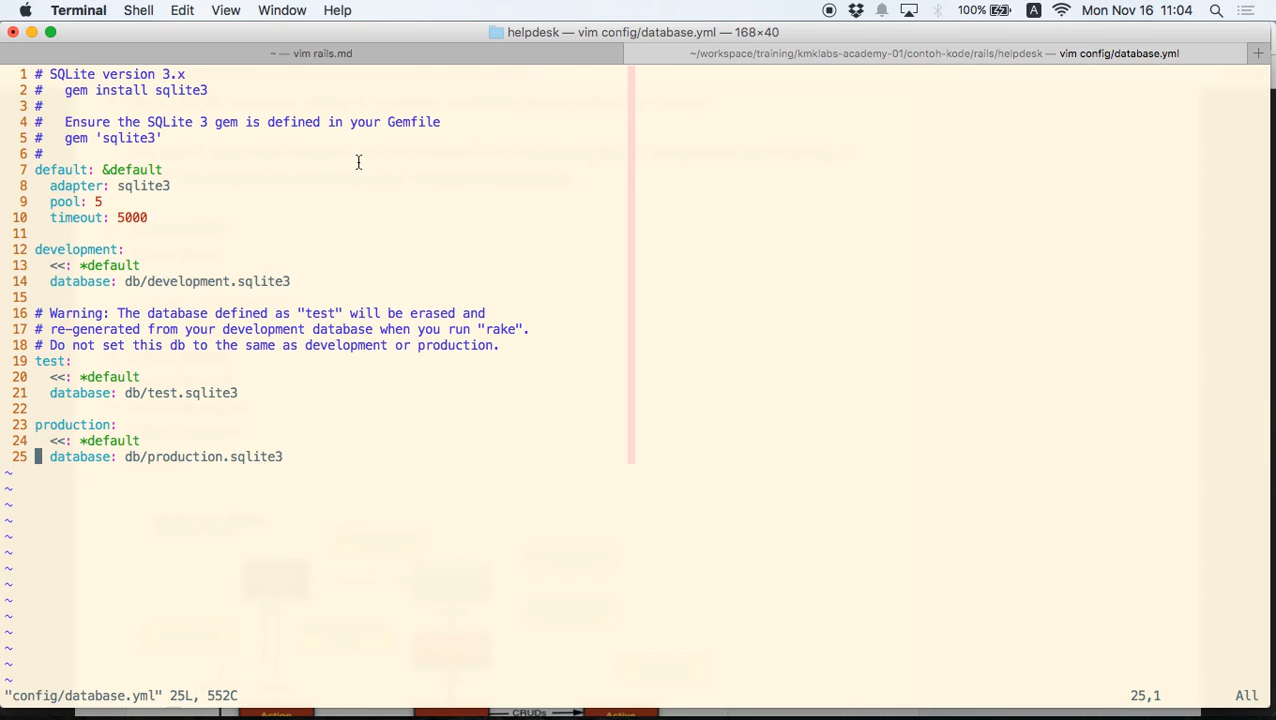 Terminal Shell Edit View Window Help 100% A Mon Nov 16 11:04
helpdesk — vim config/database.yml — 168×40
~ — vim rails.md ~/workspace/training/kmklabs-academy-01/contoh-kode/rails/helpdesk — vim config/database.yml +
1 # SQLite version 3.x
2 #   gem install sqlite3
3 #
4 #   Ensure the SQLite 3 gem is defined in your Gemfile
5 #   gem 'sqlite3'
6 #
7 default: &default
8   adapter: sqlite3
9   pool: 5
10   timeout: 5000
11
12 development:
13   <<: *default
14   database: db/development.sqlite3
15
16 # Warning: The database defined as "test" will be erased and
17 # re-generated from your development database when you run "rake".
18 # Do not set this db to the same as development or production.
19 test:
20   <<: *default
21   database: db/test.sqlite3
22
23 production:
24   <<: *default
25   database: db/production.sqlite3
~
~
~
~
~
~
~
~
~
~
~
~
~
~
"config/database.yml" 25L, 552C 25,1 All
Action CRUDs Active